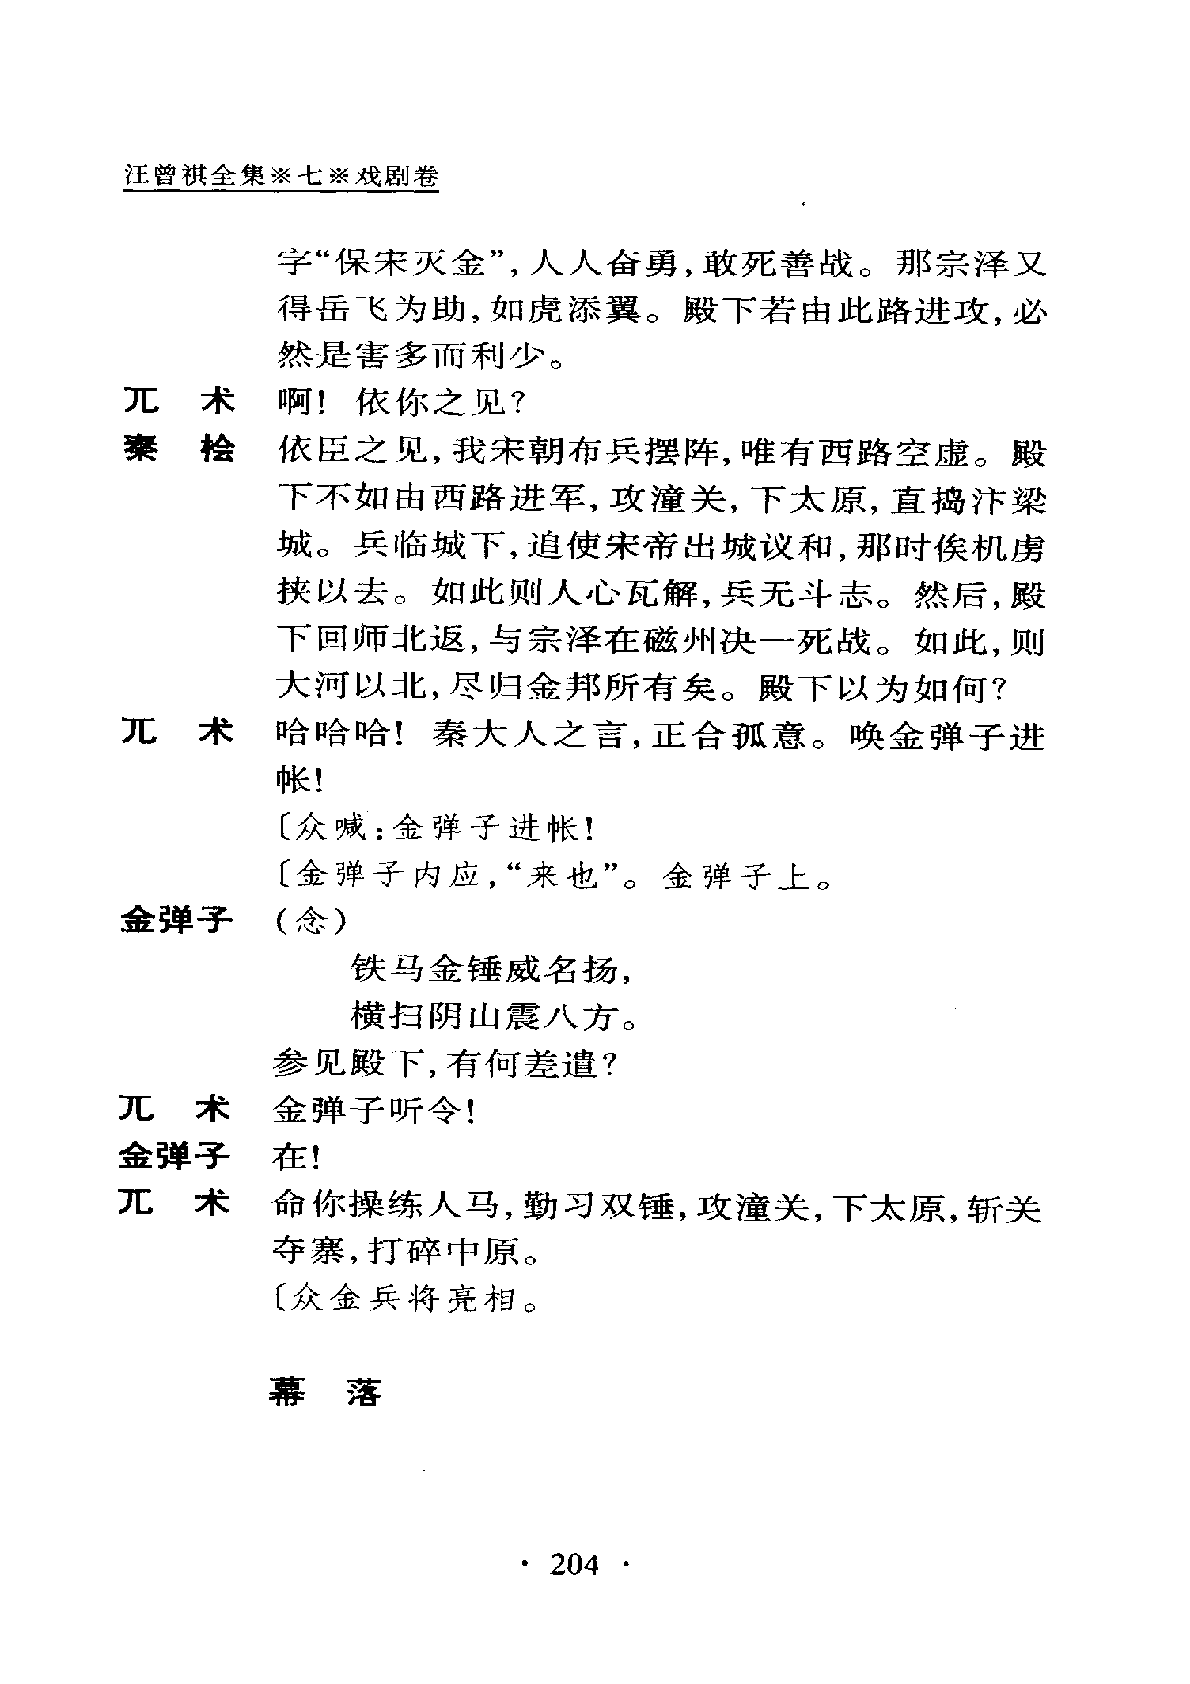 汪曾祺全集※七※戏剧卷
字“保宋灭金”，人人奋勇，敢死善战。那宗泽又
得岳飞为助，如虎添翼。殿下若由此路进攻，必
然是害多而利少。
兀　术　啊！依你之见？
秦　桧　依臣之见，我宋朝布兵摆阵，唯有西路空虚。殿
下不如由西路进军，攻潼关，下太原，直捣汴梁
城。兵临城下，迫使宋帝出城议和，那时俟机虏
挟以去。如此则人心瓦解，兵无斗志。然后，殿
下回师北返，与宗泽在磁州决一死战。如此，则
大河以北，尽归金邦所有矣。殿下以为如何？
兀　术　哈哈哈！秦大人之言，正合孤意。唤金弹子进
帐！
〔众喊：金弹子进帐！
〔金弹子内应，“来也”。金弹子上。
金弹子　（念）
铁马金锤威名扬，
横扫阴山震八方。
参见殿下，有何差遣？
兀　术　金弹子听令！
金弹子　在！
兀　术　命你操练人马，勤习双锤，攻潼关，下太原，斩关
夺寨，打碎中原。
〔众金兵将亮相。
幕　落
· 204 ·